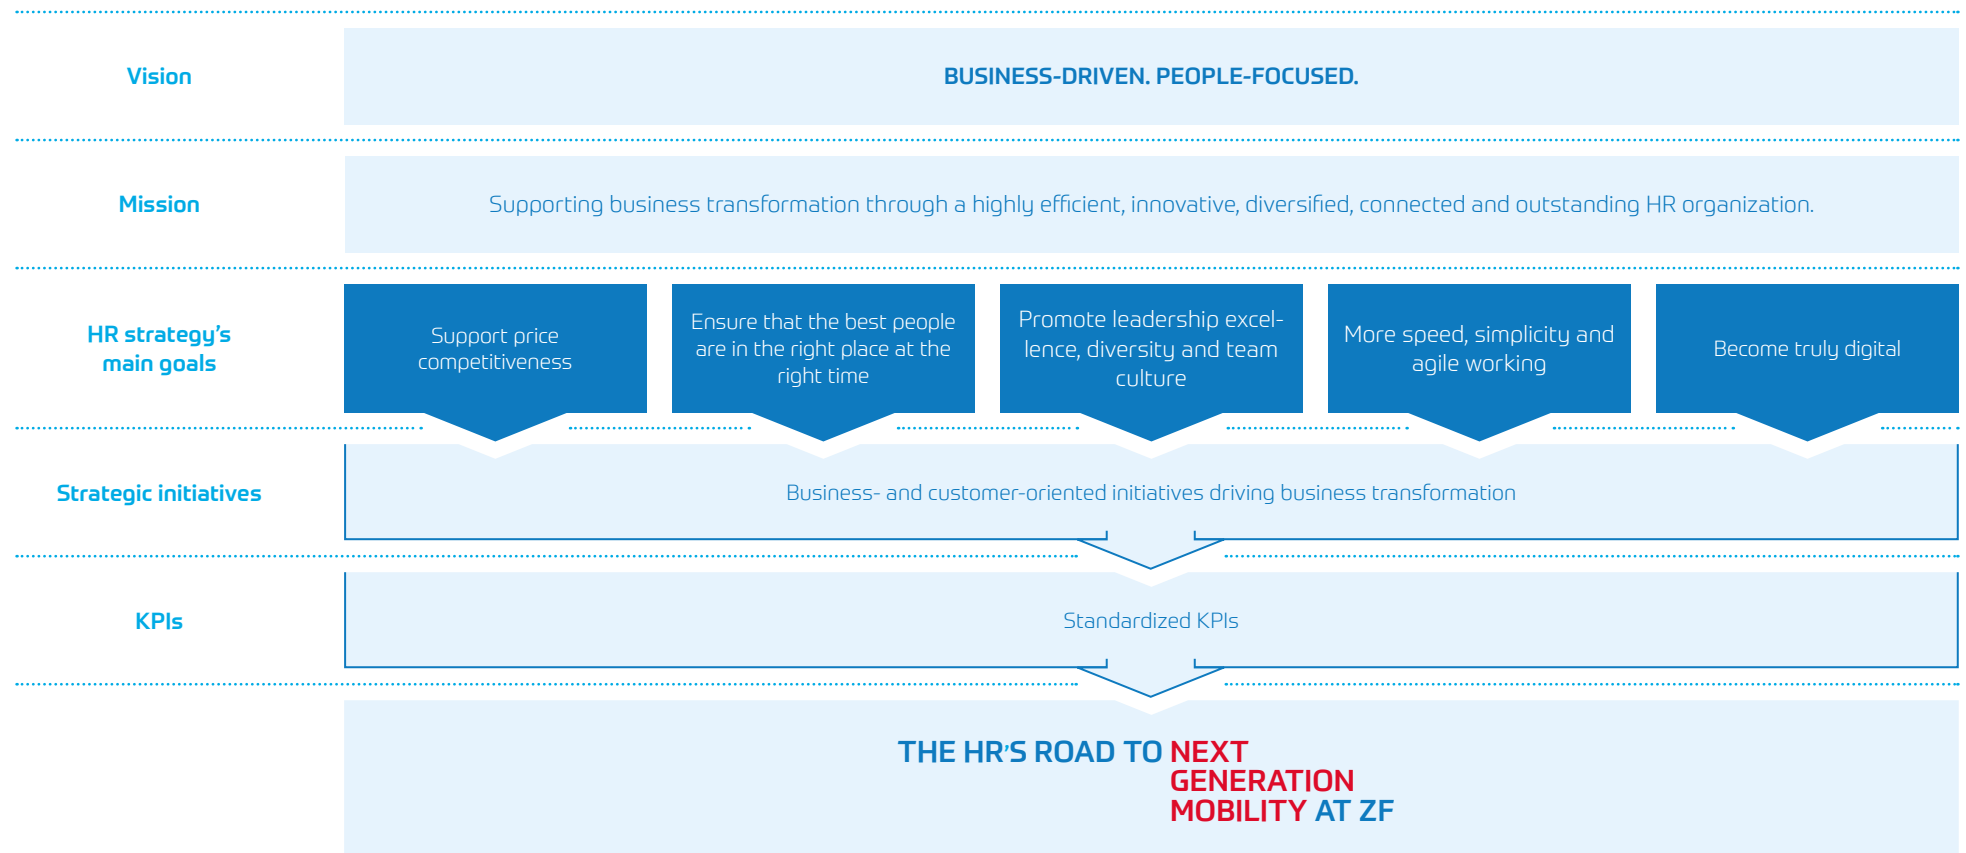 Vision
BUSINESS-DRIVEN. PEOPLE-FOCUSED.
Mission
Supporting business transformation through a highly efficient, innovative, diversified, connected and outstanding HR organization.
HR strategy’s
main goals
Support price
competitiveness
Ensure that the best people
are in the right place at the
right time
Promote leadership excel-
lence, diversity and team
culture
More speed, simplicity and
agile working
Become truly digital
Strategic initiatives
Business- and customer-oriented initiatives driving business transformation
KPIs
Standardized KPIs
THE HR’S ROAD TO NEXT
GENERATION
MOBILITY AT ZF